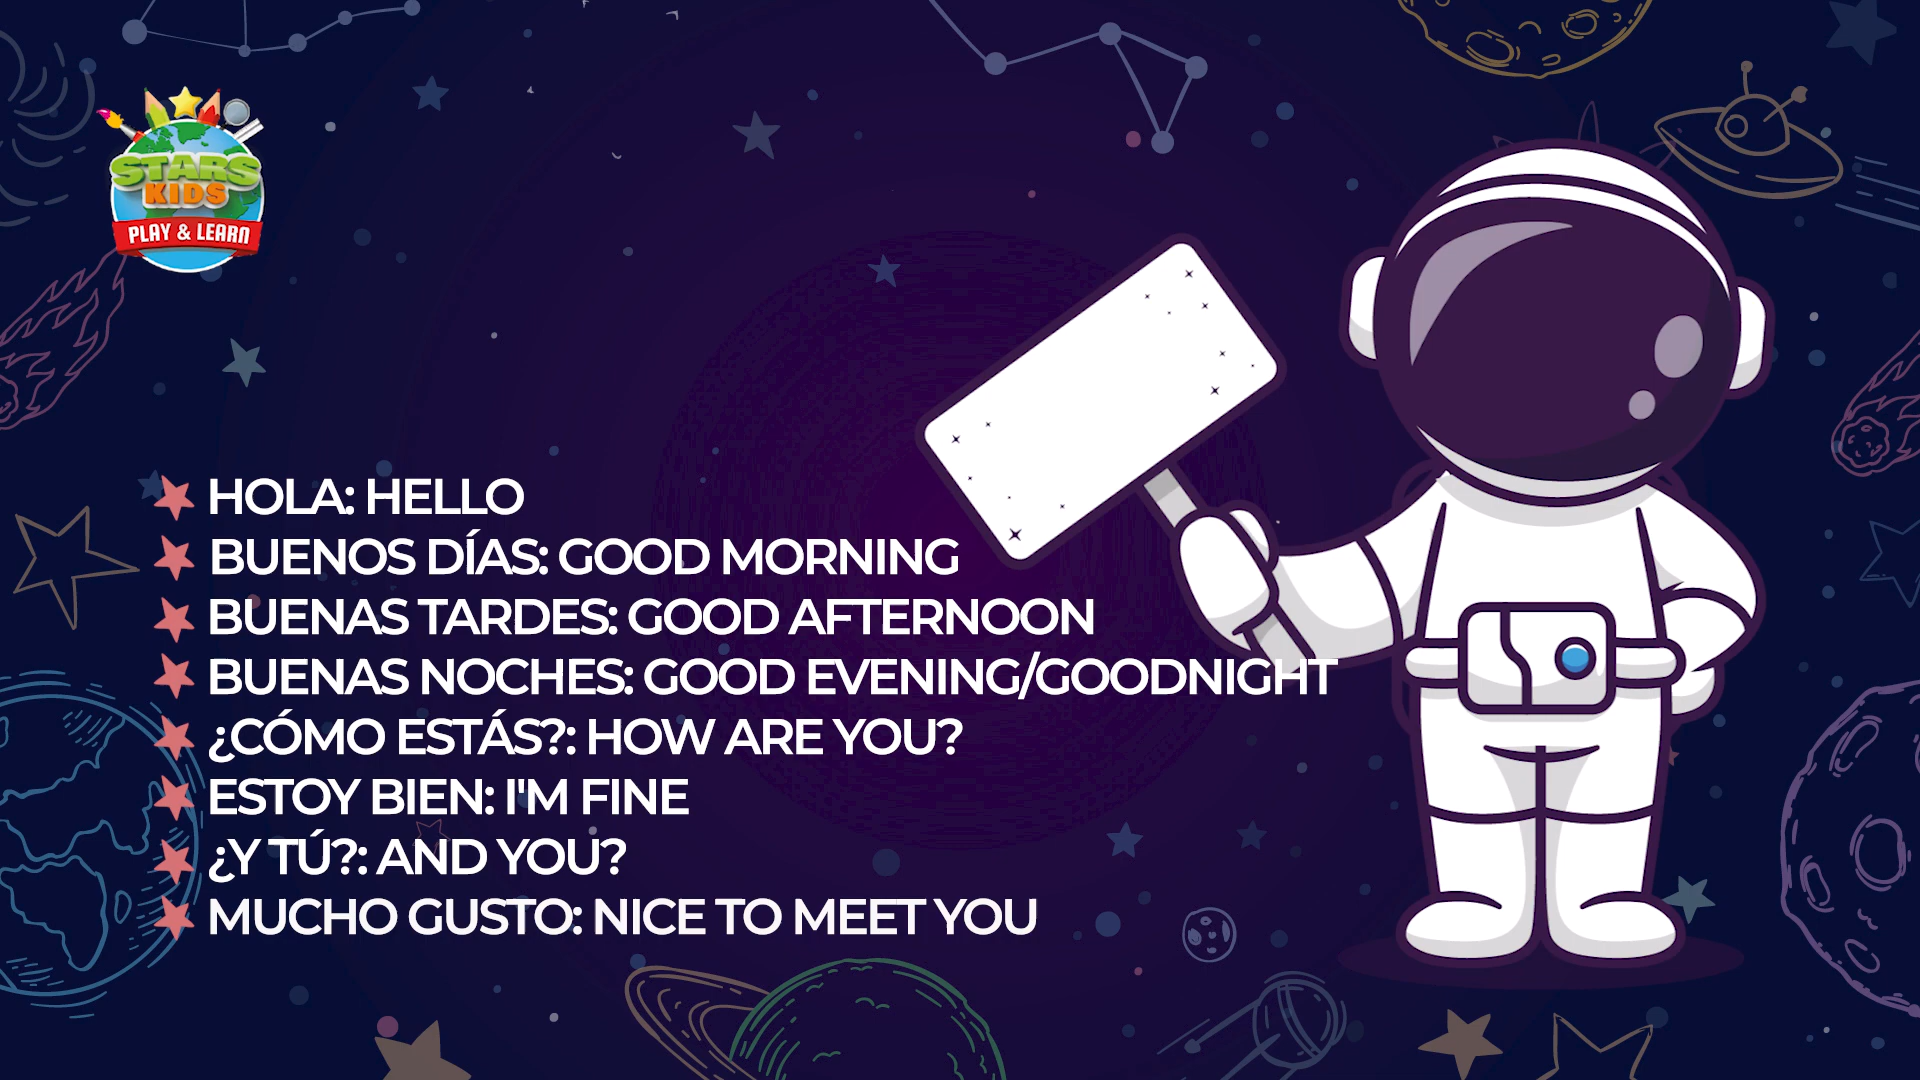 STARS
KIDS
PLAY & LEARN
HOLA: HELLO
BUENOS DÍAS: GOOD MORNING
BUENAS TARDES: GOOD AFTERNOON
BUENAS NOCHES: GOOD EVENING/GOODNIGHT
¿CÓMO ESTÁS?: HOW ARE YOU?
ESTOY BIEN: I'M FINE
¿Y TÚ?: AND YOU?
MUCHO GUSTO: NICE TO MEET YOU